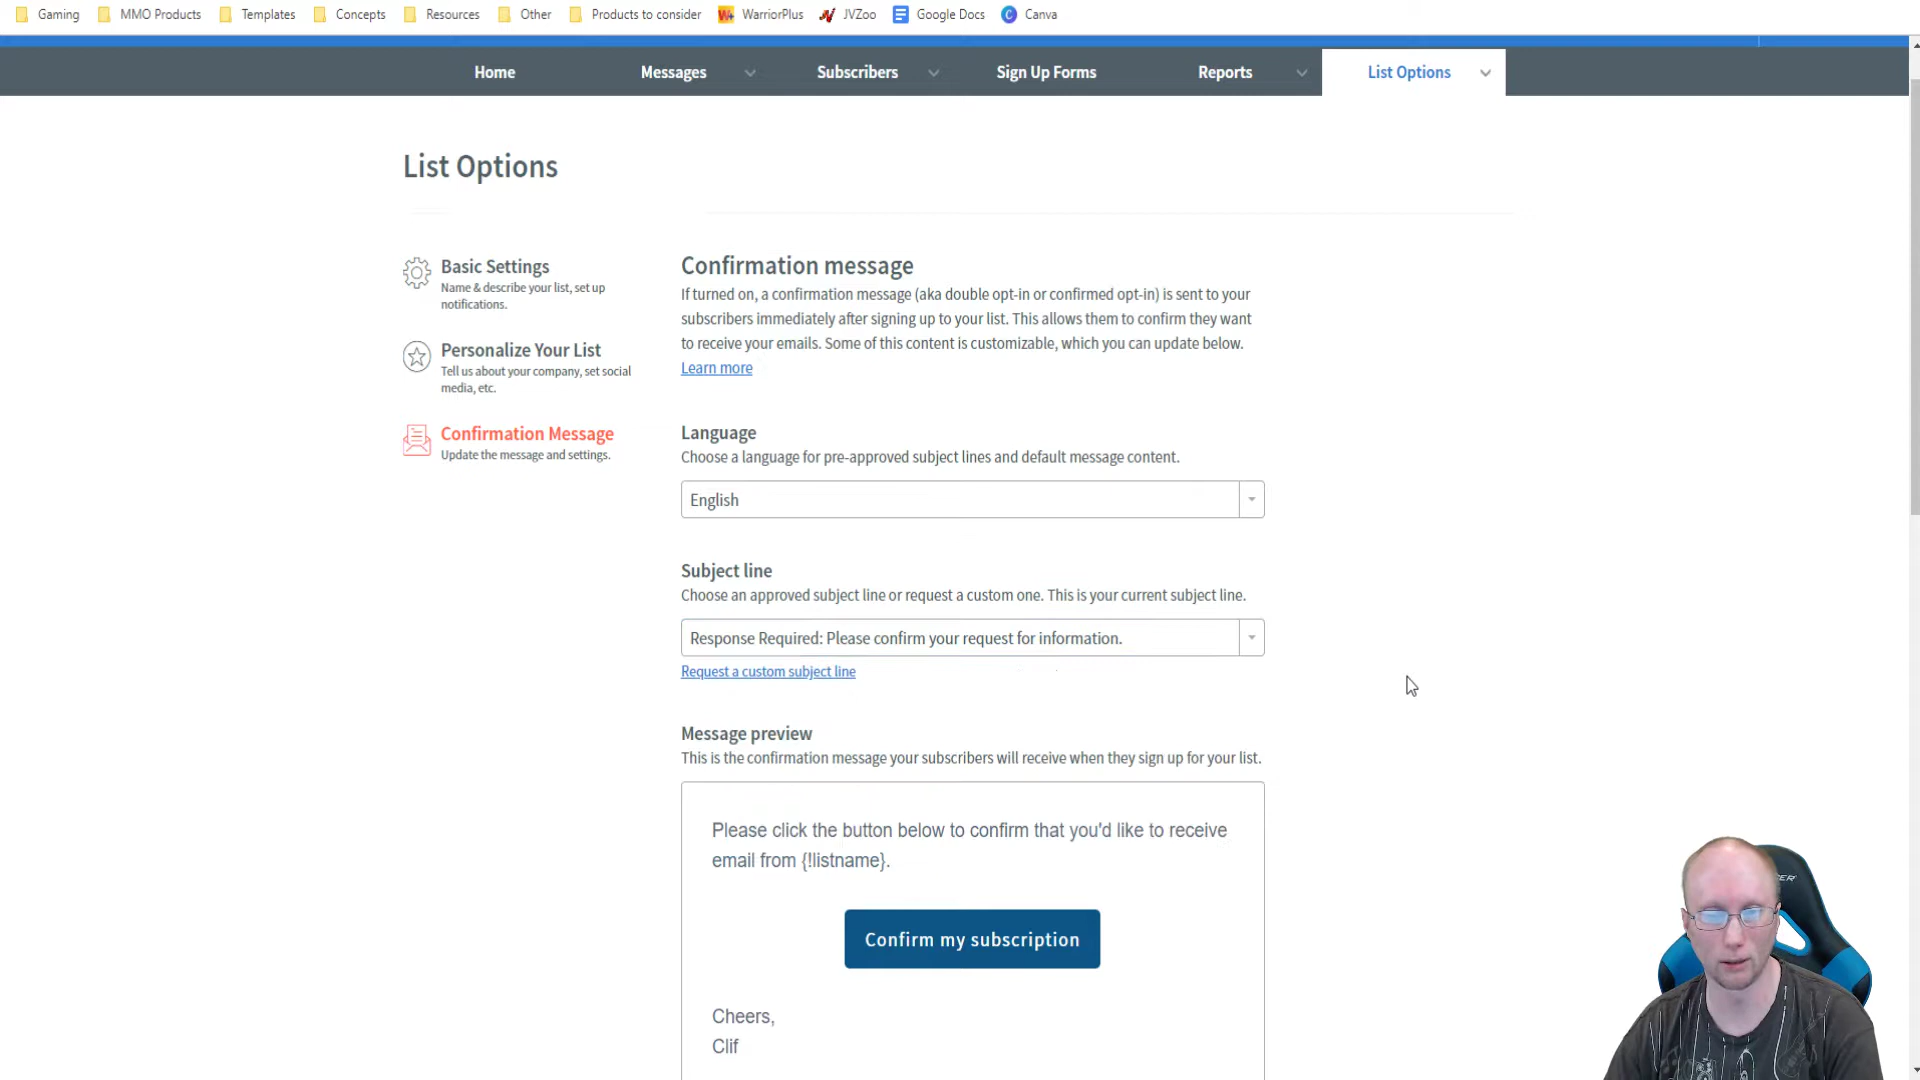 Gaming MMO Products Templates Concepts Resources Other Products to consider WarriorPlus JVZoo Google Docs Canva
Home Messages Subscribers Sign Up Forms Reports List Options
List Options
Basic Settings
Name & describe your list, set up
notifications.
Personalize Your List
Tell us about your company, set social
media, etc.
Confirmation Message
Update the message and settings.
Confirmation message
If turned on, a confirmation message (aka double opt-in or confirmed opt-in) is sent to your
subscribers immediately after signing up to your list. This allows them to confirm they want
to receive your emails. Some of this content is customizable, which you can update below.
Learn more
Language
Choose a language for pre-approved subject lines and default message content.
English
Subject line
Choose an approved subject line or request a custom one. This is your current subject line.
Response Required: Please confirm your request for information.
Request a custom subject line
Message preview
This is the confirmation message your subscribers will receive when they sign up for your list.
Please click the button below to confirm that you'd like to receive
email from {!listname}.
Confirm my subscription
Cheers,
Clif